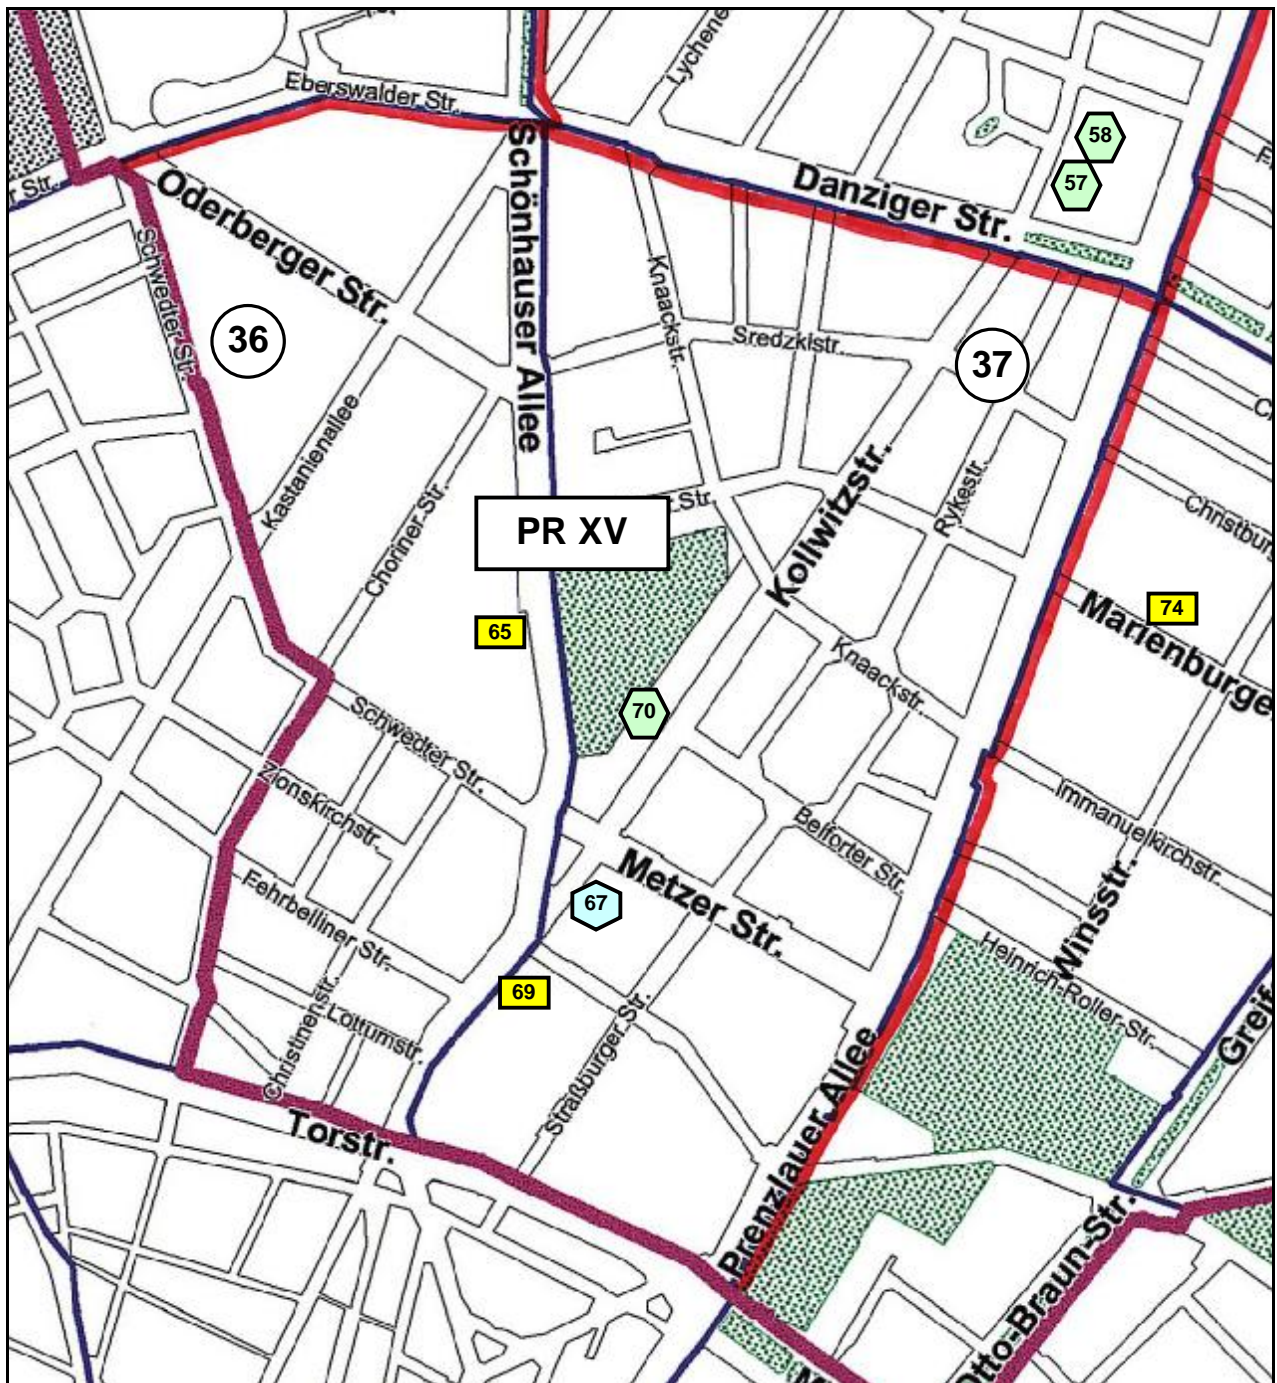 Lychene
Eberswalder Str.
58
57
r Str.
Oderberger Str.
Schönhauser Allee
Danziger Str.
Schwedter Str.
Knaackstr.
36
Sredzkistr.
37
Kastanienallee
Choriner Str.
Kollwitzstr.
Rykestr.
Christbur
Str.
PR XV
65
74
Marienburge
Knaackstr.
70
Schwedter Str.
Zionskirchstr.
Immanuelkirchstr.
Belforter Str.
Metzer Str.
Winsstr.
Fehrbelliner Str.
67
Heinrich-Roller-Str.
69
Christinenstr.
Lottumstr.
Straßburger Str.
Greif
Prenzlauer Allee
Torstr.
Otto-Braun-Str.